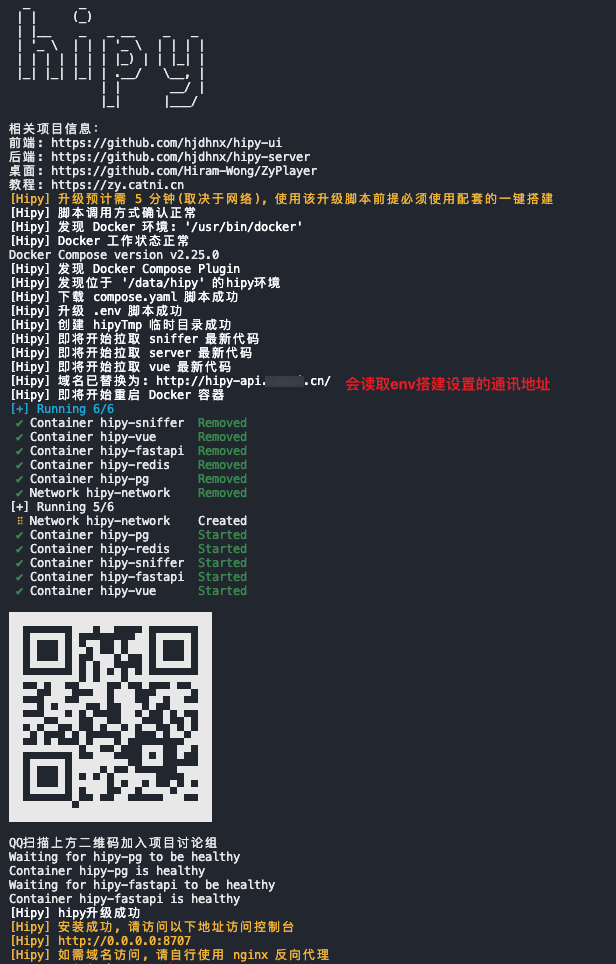 hipy
相关项目信息：
前端: https://github.com/hjdhnx/hipy-ui
后端: https://github.com/hjdhnx/hipy-server
桌面: https://github.com/Hiram-Wong/ZyPlayer
教程: https://zy.catni.cn
[Hipy] 升级预计需 5 分钟(取决于网络), 使用该升级脚本前提必须使用配套的一键搭建
[Hipy] 脚本调用方式确认正常
[Hipy] 发现 Docker 环境: '/usr/bin/docker'
[Hipy] Docker 工作状态正常
Docker Compose version v2.25.0
[Hipy] 发现 Docker Compose Plugin
[Hipy] 发现位于 '/data/hipy' 的hipy环境
[Hipy] 下载 compose.yaml 脚本成功
[Hipy] 升级 .env 脚本成功
[Hipy] 创建 hipyTmp 临时目录成功
[Hipy] 即将开始拉取 sniffer 最新代码
[Hipy] 即将开始拉取 server 最新代码
[Hipy] 即将开始拉取 vue 最新代码
[Hipy] 域名已替换为: http://hipy-api. .cn/ 会读取env搭建设置的通讯地址
[Hipy] 即将开始重启 Docker 容器
[+] Running 6/6
✔ Container hipy-sniffer Removed
✔ Container hipy-vue Removed
✔ Container hipy-fastapi Removed
✔ Container hipy-redis Removed
✔ Container hipy-pg Removed
✔ Network hipy-network Removed
[+] Running 5/6
⠿ Network hipy-network Created
✔ Container hipy-pg Started
✔ Container hipy-redis Started
✔ Container hipy-sniffer Started
✔ Container hipy-fastapi Started
✔ Container hipy-vue Started
QQ扫描上方二维码加入项目讨论组
Waiting for hipy-pg to be healthy
Container hipy-pg is healthy
Waiting for hipy-fastapi to be healthy
Container hipy-fastapi is healthy
[Hipy] hipy升级成功
[Hipy] 安装成功, 请访问以下地址访问控制台
[Hipy] http://0.0.0.0:8707
[Hipy] 如需域名访问, 请自行使用 nginx 反向代理